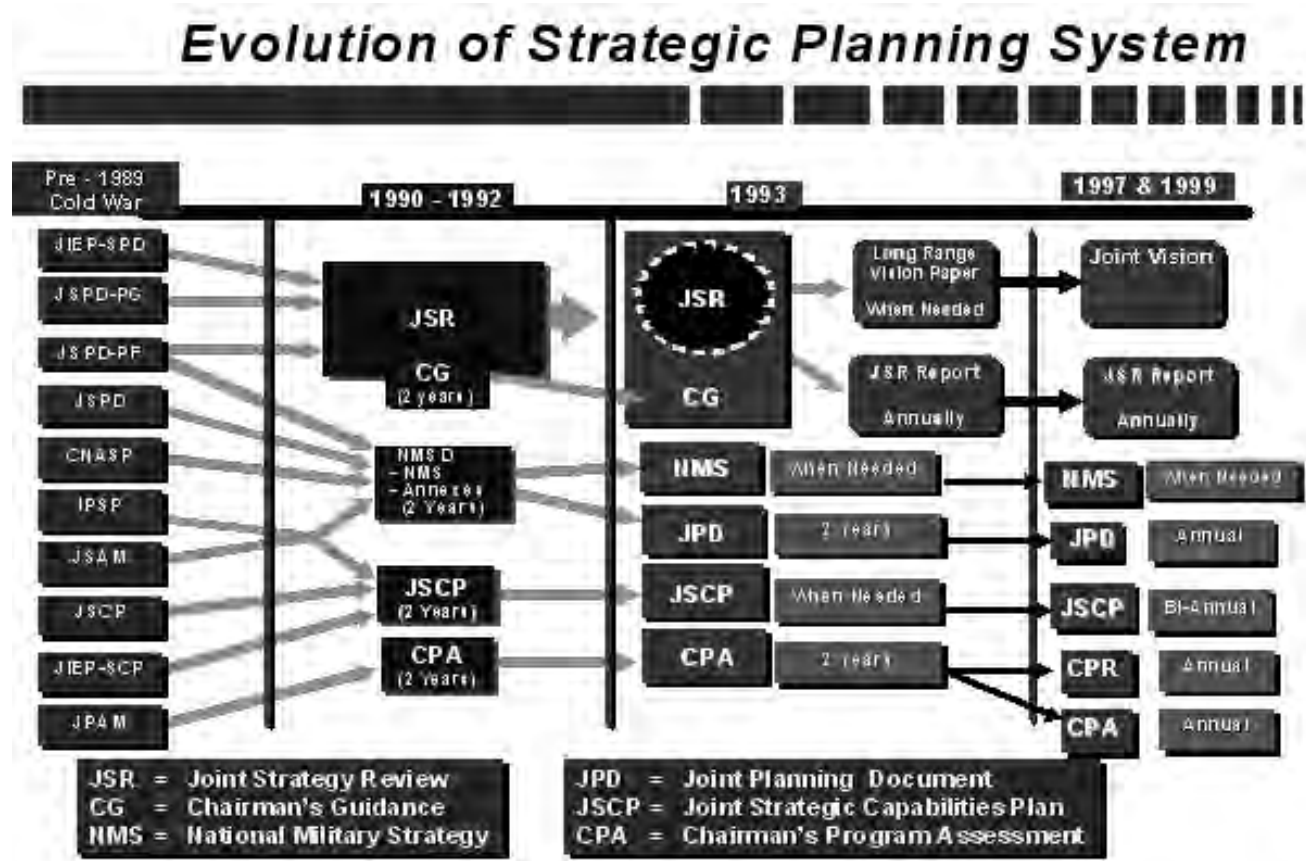 Evolution of Strategic Planning System
Pre - 1989
Cold War
1990 - 1992
1993
1997 & 1999
JIEP-SPD
JSPD-PG
JSPD-PF
JSPD
CNASP
IPSP
JSAM
JSCP
JIEP-SCP
JPAM
JSR
CG
(2 years)
NMSD
- NMS
- Annexes
(2 Years)
JSCP
(2 Years)
CPA
(2 Years)
JSR
CG
Long Range
Vision Paper
When Needed
JSR Report
Annually
NMS
When Needed
JPD
2 Years
JSCP
When Needed
CPA
2 Years
Joint Vision
JSR Report
Annually
NMS
When Needed
JPD
Annual
JSCP
Bi-Annual
CPR
Annual
CPA
Annual
JSR = Joint Strategy Review
CG = Chairman's Guidance
NMS = National Military Strategy
JPD = Joint Planning Document
JSCP = Joint Strategic Capabilities Plan
CPA = Chairman's Program Assessment